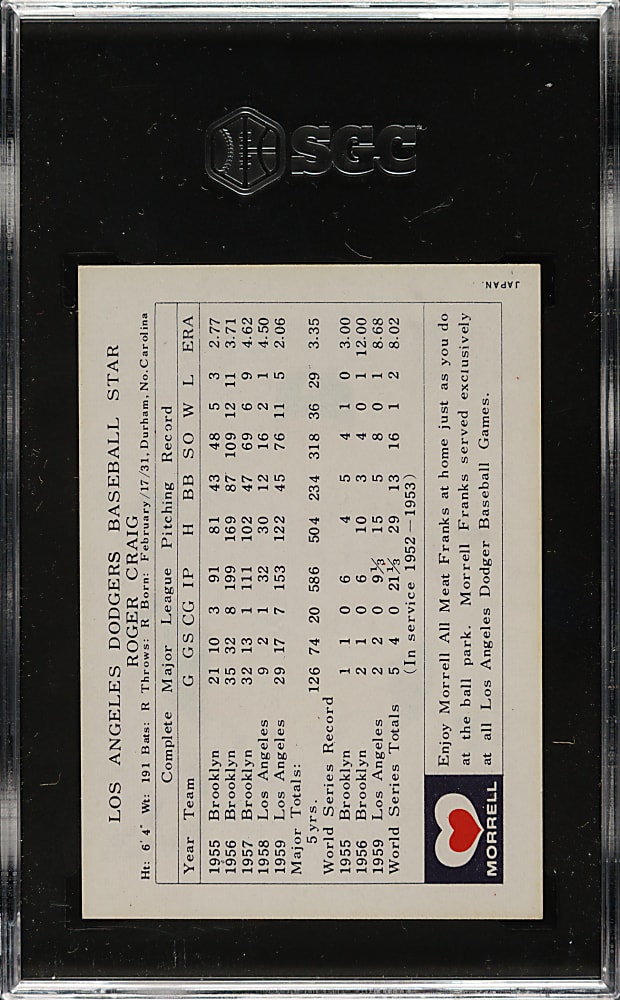 SGC
LOS ANGELES DODGERS BASEBALL STAR
ROGER CRAIG
Ht: 6' 4" Wt: 191 Bats: R Throws: R Born: February/17/31, Durham, No. Carolina
Complete Major League Pitching Record
Year Team G GS CG IP H BB SO W L ERA
1955 Brooklyn 21 10 3 91 81 43 48 5 3 2.77
1956 Brooklyn 35 32 8 199 169 87 109 12 11 3.71
1957 Brooklyn 32 13 1 111 102 47 69 6 9 4.62
1958 Los Angeles 9 2 1 32 30 12 16 2 1 4.50
1959 Los Angeles 29 17 7 153 122 45 76 11 5 2.06
Major Totals:
5 yrs. 126 74 20 586 504 234 318 36 29 3.35
World Series Record
1955 Brooklyn 1 1 0 6 4 5 4 1 0 3.00
1956 Brooklyn 2 1 0 6 10 3 4 0 1 12.00
1959 Los Angeles 2 2 0 9⅓ 15 5 8 0 1 8.68
World Series Totals 5 4 0 21⅓ 29 13 16 1 2 8.02
(In service 1952–1953)
Enjoy Morrell All Meat Franks at home just as you do
at the ball park. Morrell Franks served exclusively
at all Los Angeles Dodger Baseball Games.
MORRELL
JAPAN.